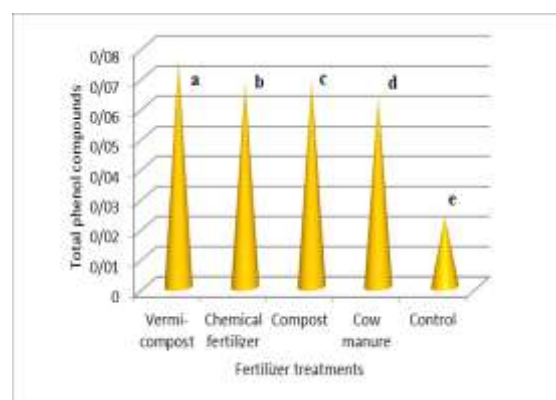 Total phenol compounds
0/08
0/07
0/06
0/05
0/04
0/03
0/02
0/01
0
a
b
c
d
e
Vermi-
compost
Chemical
fertilizer
Compost
Cow
manure
Control
Fertilizer treatments